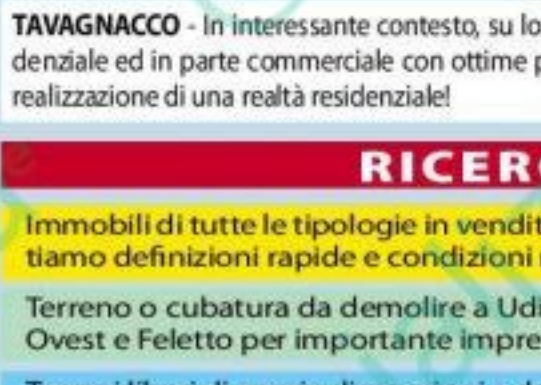 TAVAGNACCO - In interessante contesto, su lo
denziale ed in parte commerciale con ottime p
realizzazione di una realtà residenziale!
RICER
Immobili di tutte le tipologie in vendit
tiamo definizioni rapide e condizioni
Terreno o cubatura da demolire a Udi
Ovest e Feletto per importante impre